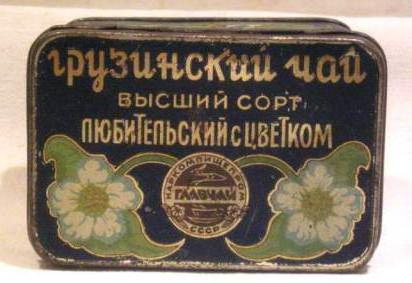 грузинский чай
высший сорт
любительский с цветком
НАРКОМПИЩЕПРОМ
ГЛАВЧАЙ
СССР